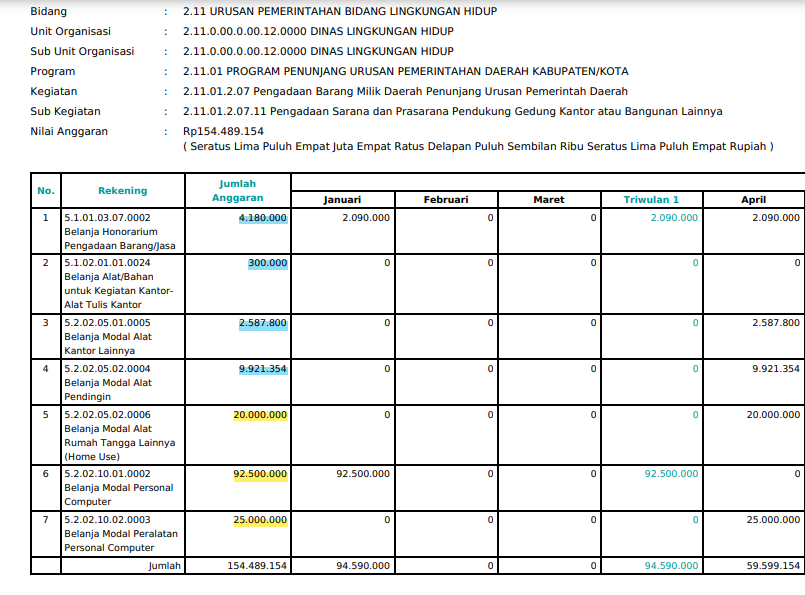 Bidang : 2.11 URUSAN PEMERINTAHAN BIDANG LINGKUNGAN HIDUP
Unit Organisasi : 2.11.0.00.0.00.12.0000 DINAS LINGKUNGAN HIDUP
Sub Unit Organisasi : 2.11.0.00.0.00.12.0000 DINAS LINGKUNGAN HIDUP
Program : 2.11.01 PROGRAM PENUNJANG URUSAN PEMERINTAHAN DAERAH KABUPATEN/KOTA
Kegiatan : 2.11.01.2.07 Pengadaan Barang Milik Daerah Penunjang Urusan Pemerintah Daerah
Sub Kegiatan : 2.11.01.2.07.11 Pengadaan Sarana dan Prasarana Pendukung Gedung Kantor atau Bangunan Lainnya
Nilai Anggaran : Rp154.489.154
( Seratus Lima Puluh Empat Juta Empat Ratus Delapan Puluh Sembilan Ribu Seratus Lima Puluh Empat Rupiah )
No. Rekening Jumlah
Anggaran
Januari Februari Maret Triwulan 1 April
1 5.1.01.03.07.0002 4.180.000 2.090.000 0 0 2.090.000 2.090.000
Belanja Honorarium
Pengadaan Barang/Jasa
2 5.1.02.01.01.0024 300.000 0 0 0 0 0
Belanja Alat/Bahan
untuk Kegiatan Kantor-
Alat Tulis Kantor
3 5.2.02.05.01.0005 2.587.800 0 0 0 0 2.587.800
Belanja Modal Alat
Kantor Lainnya
4 5.2.02.05.02.0004 9.921.354 0 0 0 0 9.921.354
Belanja Modal Alat
Pendingin
5 5.2.02.05.02.0006 20.000.000 0 0 0 0 20.000.000
Belanja Modal Alat
Rumah Tangga Lainnya
(Home Use)
6 5.2.02.10.01.0002 92.500.000 92.500.000 0 0 92.500.000 0
Belanja Modal Personal
Computer
7 5.2.02.10.02.0003 25.000.000 0 0 0 0 25.000.000
Belanja Modal Peralatan
Personal Computer
Jumlah 154.489.154 94.590.000 0 0 94.590.000 59.599.154